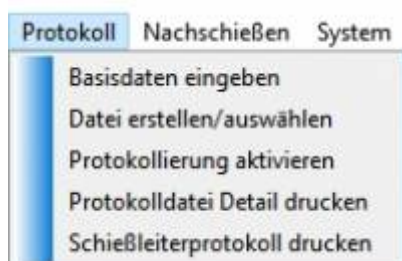 Protokoll Nachschießen System
Basisdaten eingeben
Datei erstellen/auswählen
Protokollierung aktivieren
Protokolldatei Detail drucken
Schießleiterprotokoll drucken